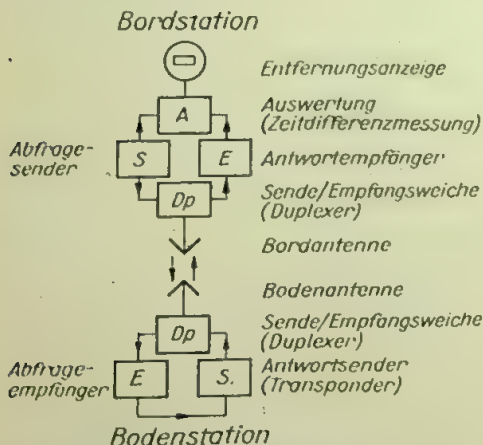 Bordstation
Entfernungsanzeige
A
Auswertung
(Zeitdifferenzmessung)
Abfrage-
sender
S
E
Antwortempfänger
Dp
Sende/Empfangsweiche
(Duplexer)
Bordantenne
Bodenantenne
Dp
Sende/Empfangsweiche
(Duplexer)
Abfrage-
empfänger
E
S.
Antwortsender
(Transponder)
Bodenstation